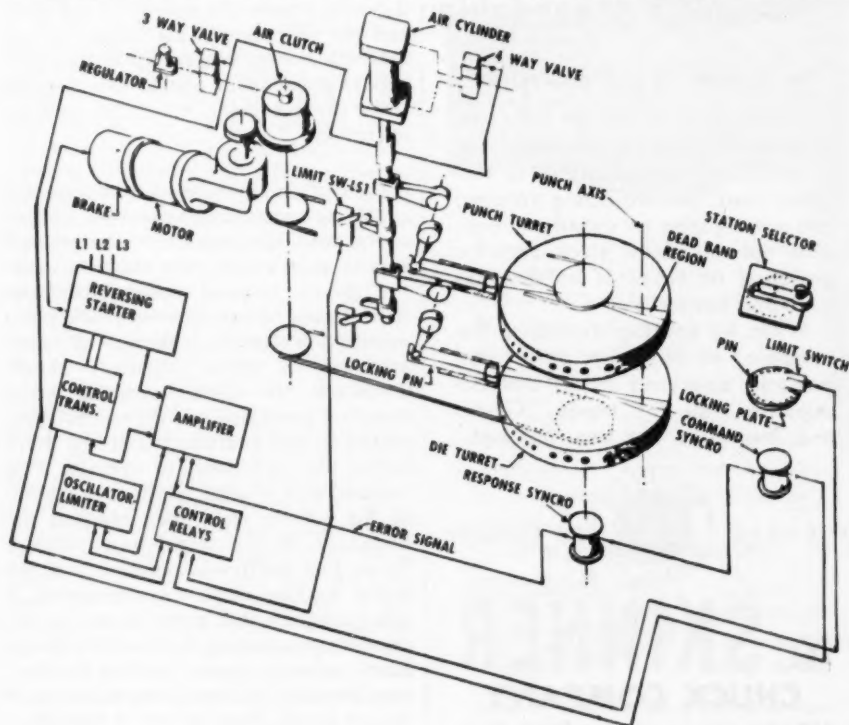 3 WAY VALVE
AIR CLUTCH
AIR CYLINDER
4 WAY VALVE
REGULATOR
LIMIT SW-LS1
BRAKE
MOTOR
PUNCH AXIS
PUNCH TURRET
DEAD BAND
REGION
STATION SELECTOR
L1 L2 L3
REVERSING
STARTER
PIN
LIMIT SWITCH
LOCKING PIN
CONTROL
TRANS.
AMPLIFIER
LOCKING PLATE
COMMAND
SYNCRO
DIE TURRET
RESPONSE SYNCRO
OSCILLATOR-
LIMITER
CONTROL
RELAYS
ERROR SIGNAL